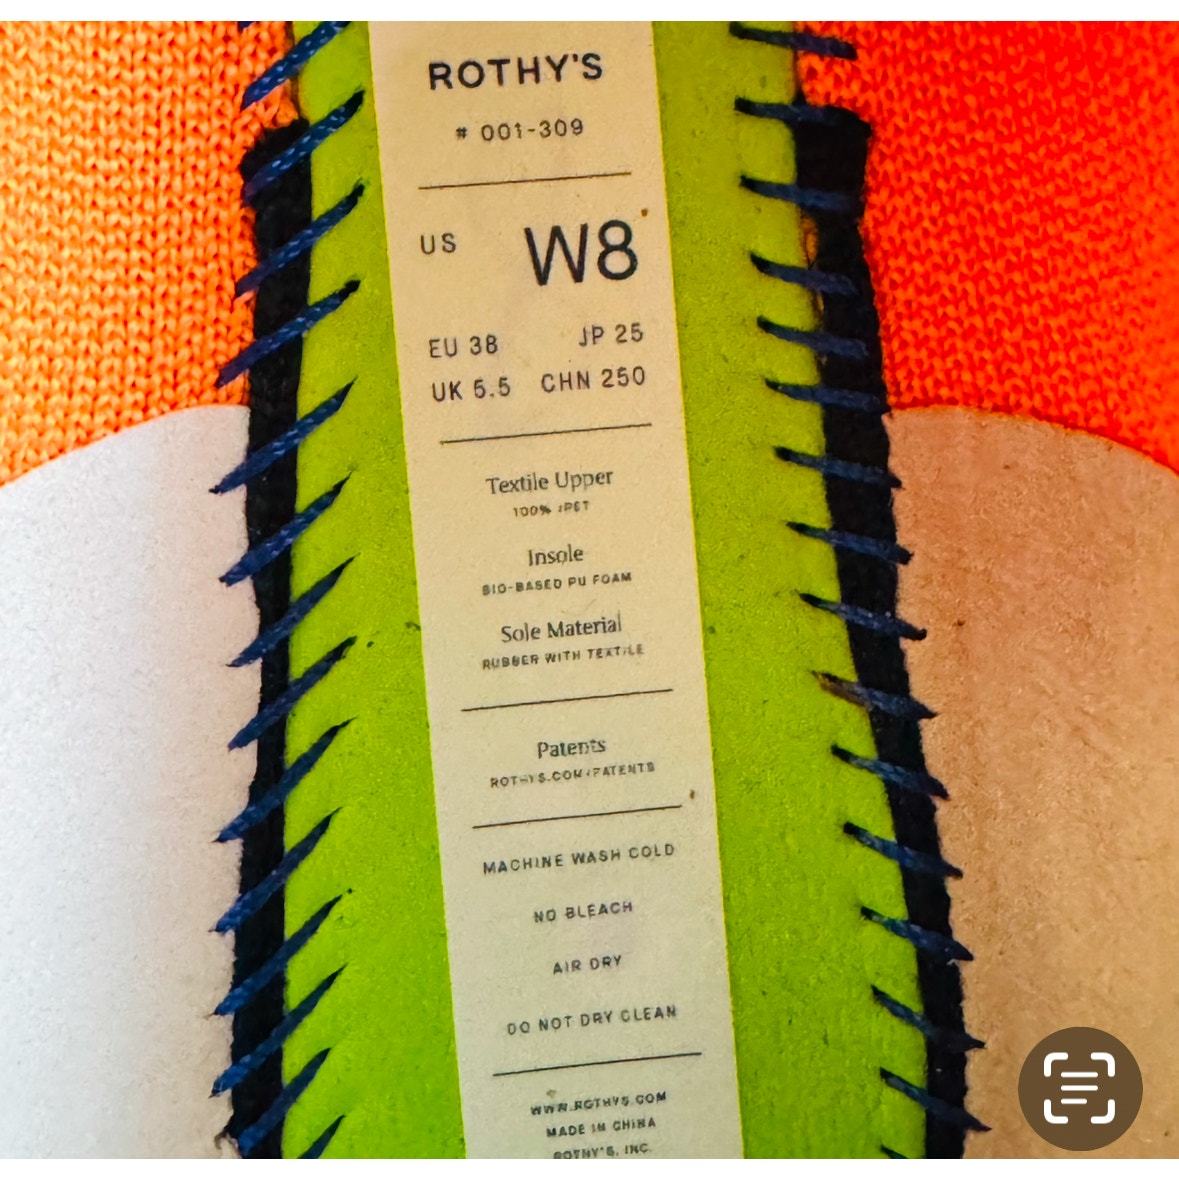 ROTHY'S
# 001-309
US W8
EU 38 JP 25
UK 5.5 CHN 250
Textile Upper
100% rPET
Insole
BIO-BASED PU FOAM
Sole Material
RUBBER WITH TEXTILE
Patents
ROTHYS.COM/PATENTS
MACHINE WASH COLD
NO BLEACH
AIR DRY
DO NOT DRY CLEAN
WWW.ROTHYS.COM
MADE IN CHINA
ROTHY'S, INC.